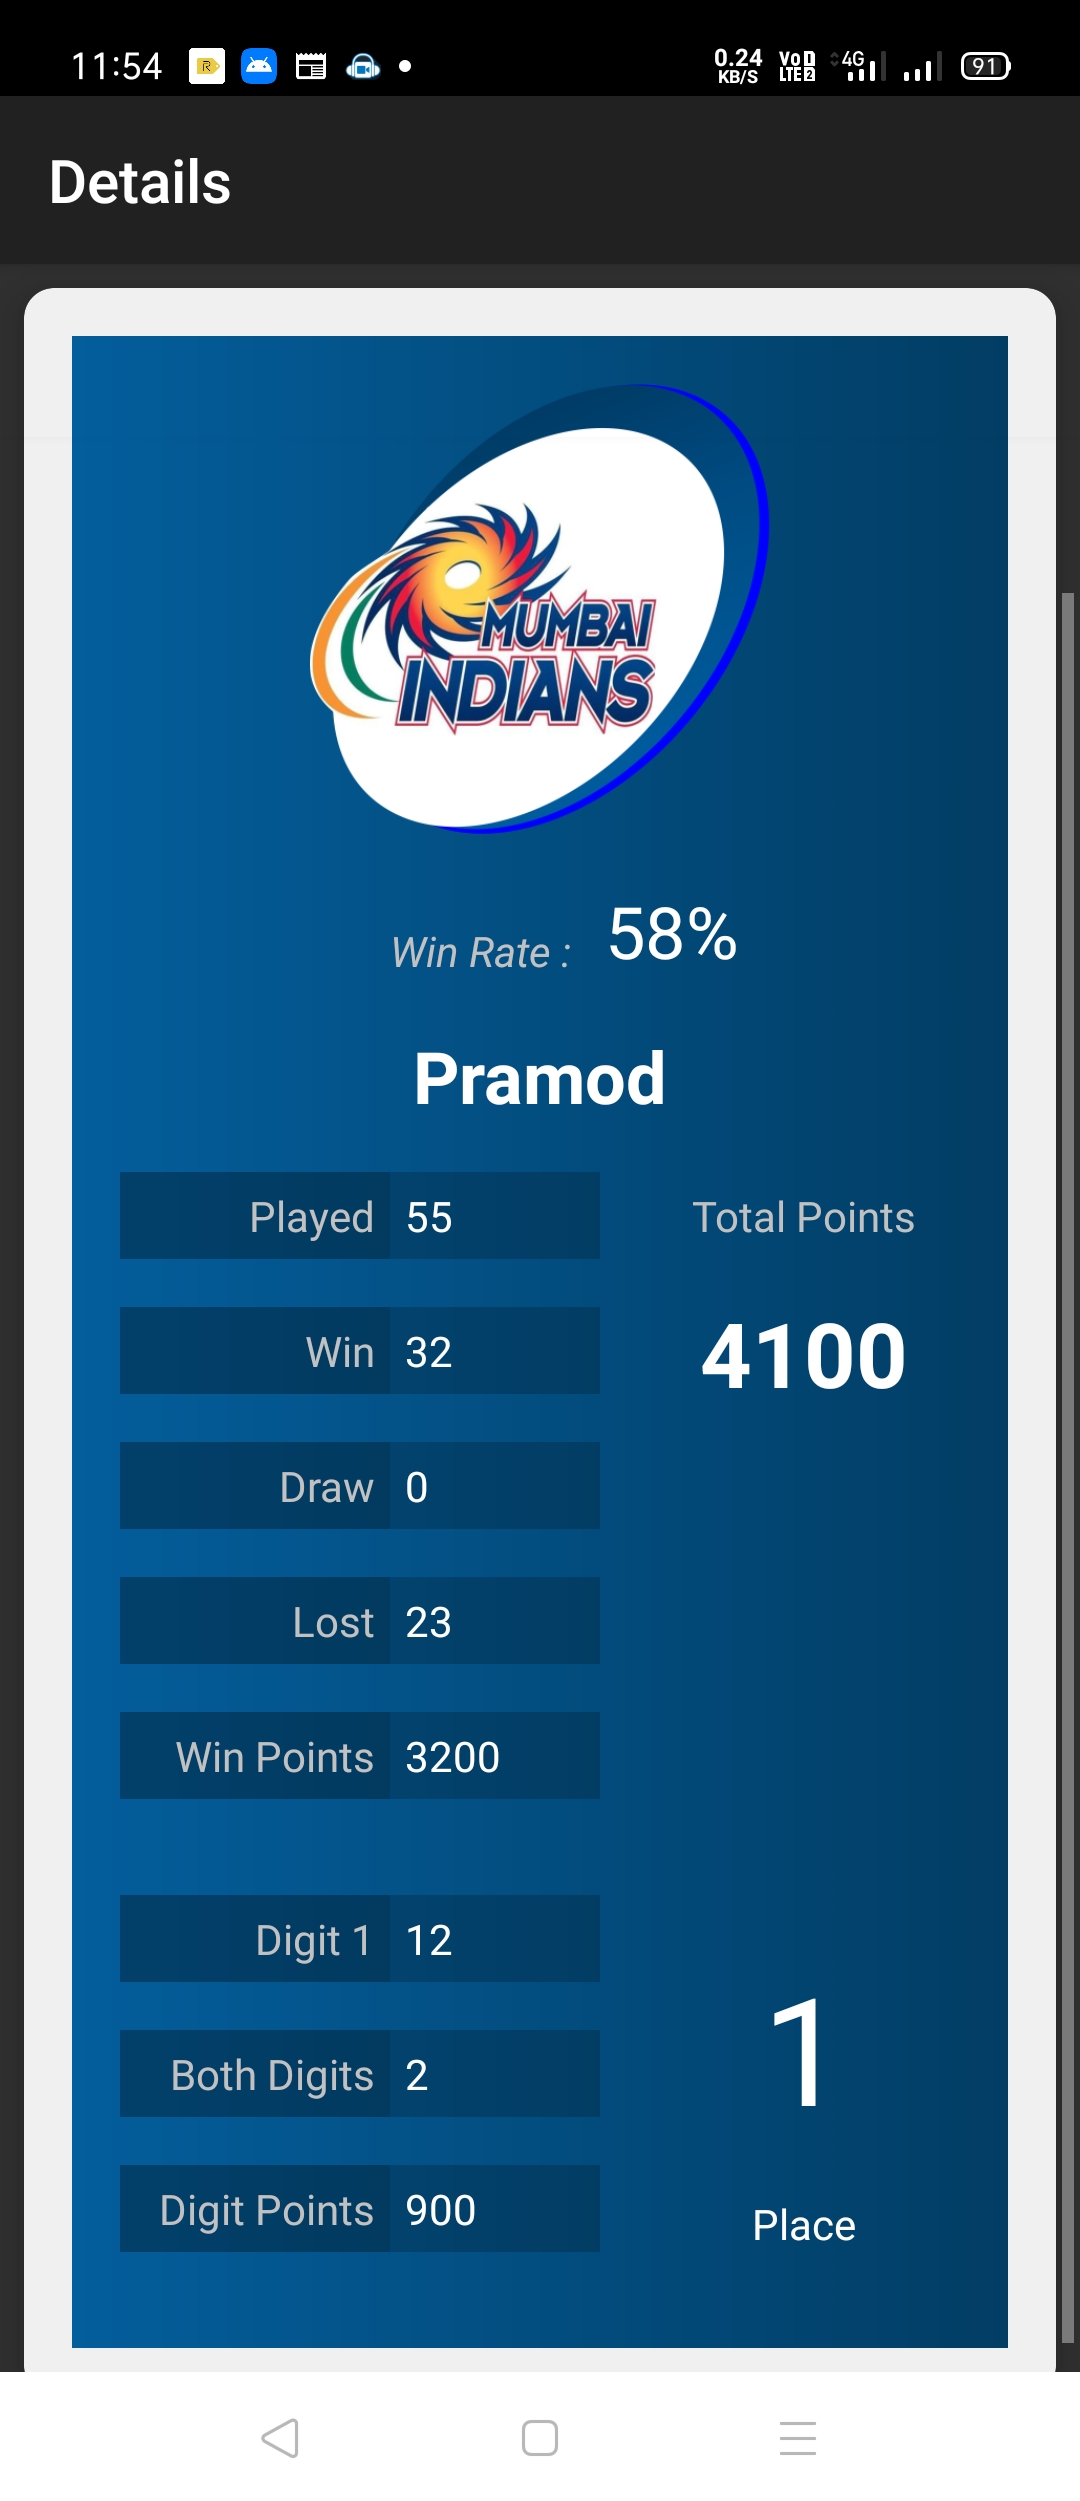 11:54
0.24 KB/S
Vo 1 LTE 2
4G
91
Details
MUMBAI
INDIANS
Win Rate : 58%
Pramod
Played 55
Total Points
Win 32
4100
Draw 0
Lost 23
Win Points 3200
Digit 1 12
1
Both Digits 2
Digit Points 900
Place